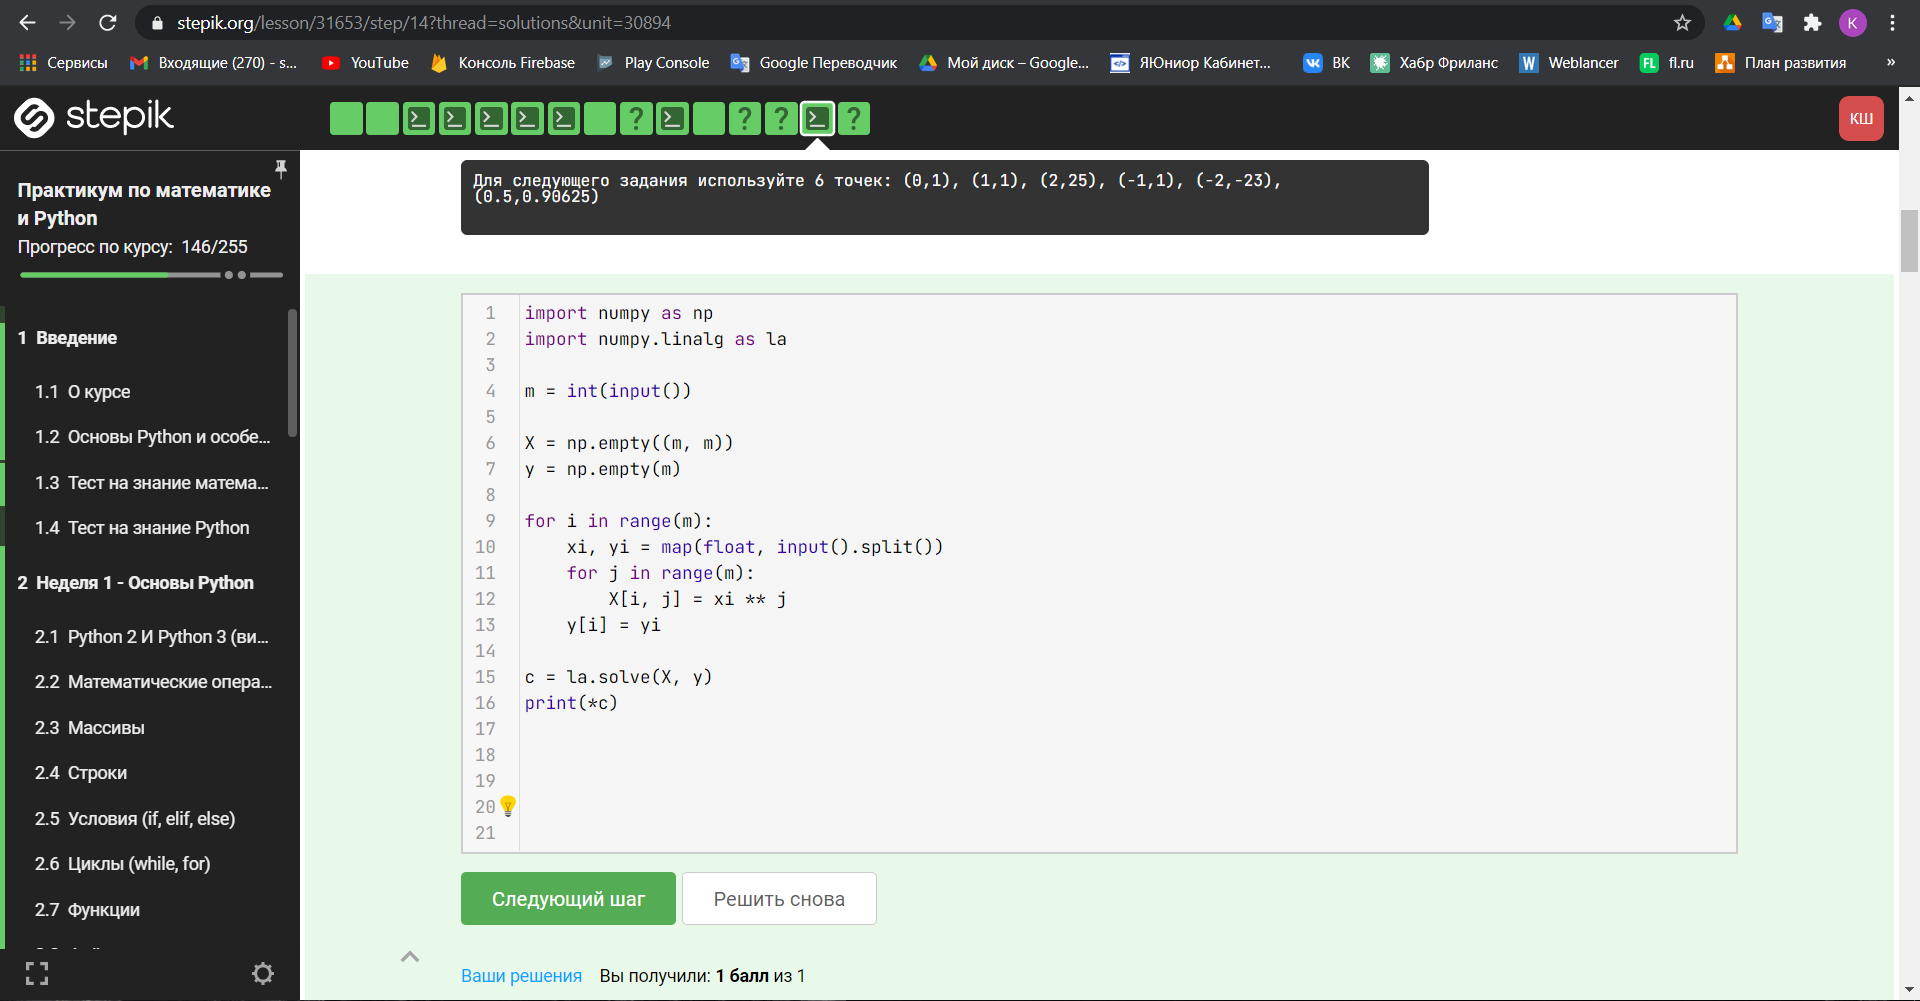 stepik.org/lesson/31653/step/14?thread=solutions&unit=30894
K
Сервисы
Входящие (270) - s...
YouTube
Консоль Firebase
Play Console
Google Переводчик
Мой диск – Google...
ЯЮниор Кабинет...
ВК
Хабр Фриланс
W Weblancer
FL fl.ru
План развития
»
stepik
? ? ? ?
КШ
Практикум по математике
и Python
Прогресс по курсу: 146/255
1 Введение
1.1 О курсе
1.2 Основы Python и особе...
1.3 Тест на знание матема...
1.4 Тест на знание Python
2 Неделя 1 - Основы Python
2.1 Python 2 И Python 3 (ви...
2.2 Математические опера...
2.3 Массивы
2.4 Строки
2.5 Условия (if, elif, else)
2.6 Циклы (while, for)
2.7 Функции
Для следующего задания используйте 6 точек: (0,1), (1,1), (2,25), (-1,1), (-2,-23),
(0.5,0.90625)
1 import numpy as np
2 import numpy.linalg as la
3
4 m = int(input())
5
6 X = np.empty((m, m))
7 y = np.empty(m)
8
9 for i in range(m):
10 xi, yi = map(float, input().split())
11 for j in range(m):
12 X[i, j] = xi ** j
13 y[i] = yi
14
15 c = la.solve(X, y)
16 print(*c)
17
18
19
20
21
Следующий шаг
Решить снова
Ваши решения Вы получили: 1 балл из 1